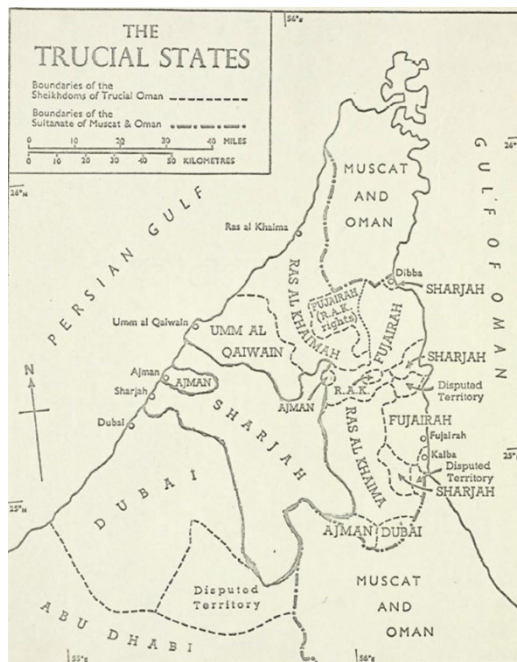 THE
TRUCIAL STATES
Boundaries of the
Sheikhdoms of Trucial Oman
Boundaries of the
Sultanate of Muscat & Oman
0 10 20 40 MILES
0 10 20 30 40 50 KILOMETRES
56°E
26°N
26°
PERSIAN GULF
GULF OF OMAN
MUSCAT
AND
OMAN
Ras al Khaima
Dibba
SHARJAH
RAS AL KHAIMAH
FUJAIRAH
(R.A.K.
rights)
FUJAIRAH
Umm al Qaiwain
UMM AL
QAIWAIN
SHARJAH
Disputed
Territory
N
Ajman
AJMAN
Sharjah
Dubai
AJMAN
R.A.K.
SHARJAH
RAS AL KHAIMA
FUJAIRAH
Fujairah
Kalba
Disputed
Territory
SHARJAH
25°N
25°
DUBAI
AJMAN
DUBAI
Disputed
Territory
ABU DHABI
MUSCAT
AND
OMAN
55°E
56°E